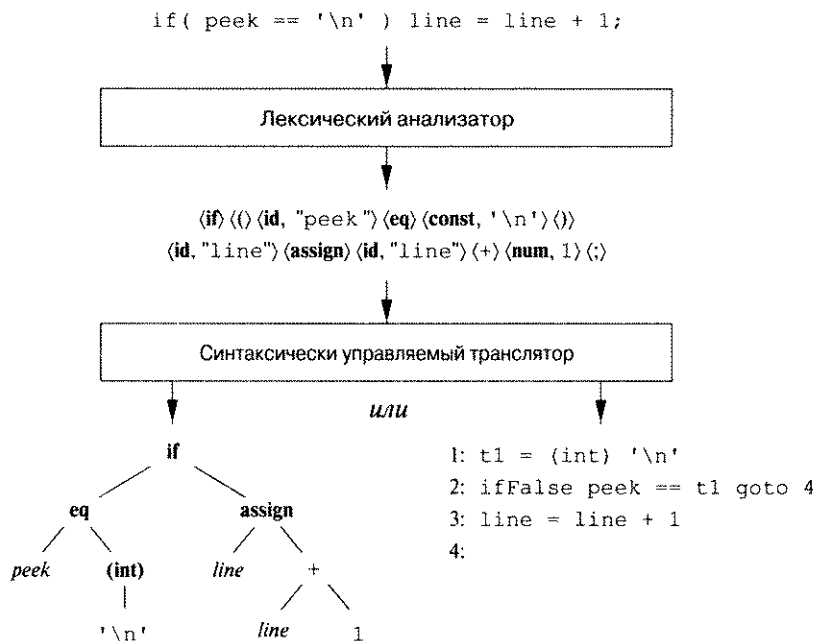 if( peek == '\n' ) line = line + 1;
Лексический анализатор
⟨if⟩ ⟨(⟩ ⟨id, "peek"⟩ ⟨eq⟩ ⟨const, '\n'⟩ ⟨)⟩
⟨id, "line"⟩ ⟨assign⟩ ⟨id, "line"⟩ ⟨+⟩ ⟨num, 1⟩ ⟨;⟩
Синтаксически управляемый транслятор
или
if
eq assign
peek (int) line +
'\n' line 1
1: t1 = (int) '\n'
2: ifFalse peek == t1 goto 4
3: line = line + 1
4: